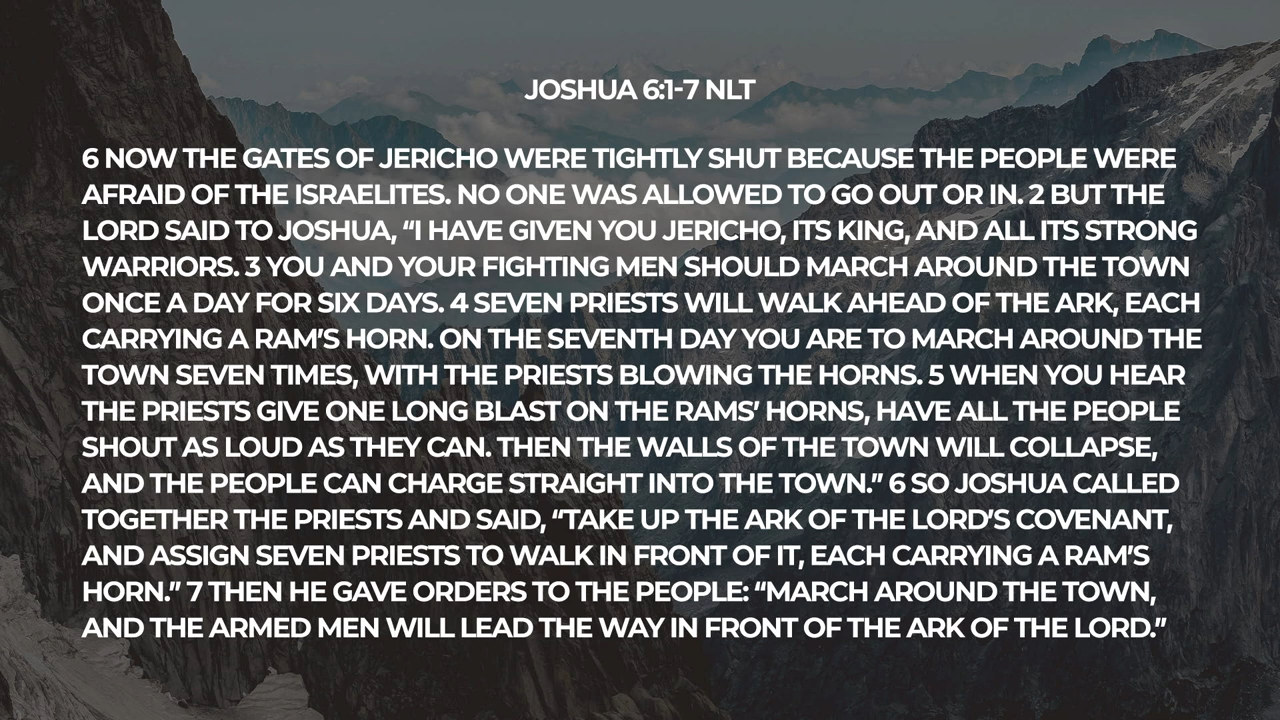 JOSHUA 6:1-7 NLT
6 NOW THE GATES OF JERICHO WERE TIGHTLY SHUT BECAUSE THE PEOPLE WERE
AFRAID OF THE ISRAELITES. NO ONE WAS ALLOWED TO GO OUT OR IN. 2 BUT THE
LORD SAID TO JOSHUA, “I HAVE GIVEN YOU JERICHO, ITS KING, AND ALL ITS STRONG
WARRIORS. 3 YOU AND YOUR FIGHTING MEN SHOULD MARCH AROUND THE TOWN
ONCE A DAY FOR SIX DAYS. 4 SEVEN PRIESTS WILL WALK AHEAD OF THE ARK, EACH
CARRYING A RAM’S HORN. ON THE SEVENTH DAY YOU ARE TO MARCH AROUND THE
TOWN SEVEN TIMES, WITH THE PRIESTS BLOWING THE HORNS. 5 WHEN YOU HEAR
THE PRIESTS GIVE ONE LONG BLAST ON THE RAMS’ HORNS, HAVE ALL THE PEOPLE
SHOUT AS LOUD AS THEY CAN. THEN THE WALLS OF THE TOWN WILL COLLAPSE,
AND THE PEOPLE CAN CHARGE STRAIGHT INTO THE TOWN.” 6 SO JOSHUA CALLED
TOGETHER THE PRIESTS AND SAID, “TAKE UP THE ARK OF THE LORD’S COVENANT,
AND ASSIGN SEVEN PRIESTS TO WALK IN FRONT OF IT, EACH CARRYING A RAM’S
HORN.” 7 THEN HE GAVE ORDERS TO THE PEOPLE: “MARCH AROUND THE TOWN,
AND THE ARMED MEN WILL LEAD THE WAY IN FRONT OF THE ARK OF THE LORD.”